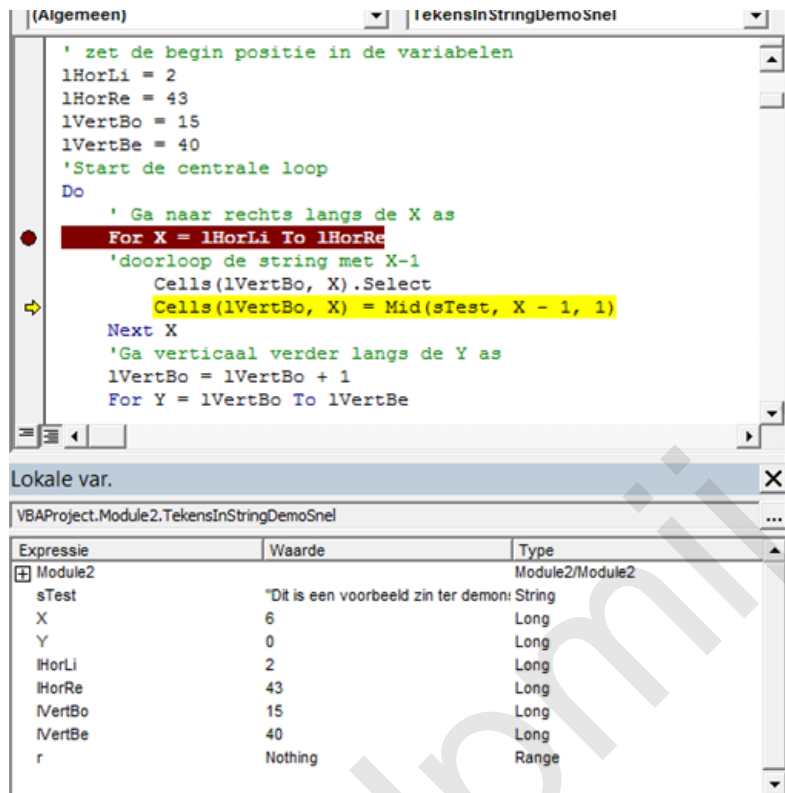 (Algemeen) TekensInStringDemoSnel
' zet de begin positie in de variabelen
lHorLi = 2
lHorRe = 43
lVertBo = 15
lVertBe = 40
'Start de centrale loop
Do
' Ga naar rechts langs de X as
For X = lHorLi To lHorRe
'doorloop de string met X-1
Cells(lVertBo, X).Select
Cells(lVertBo, X) = Mid(sTest, X - 1, 1)
Next X
'Ga verticaal verder langs de Y as
lVertBo = lVertBo + 1
For Y = lVertBo To lVertBe
Lokale var.
VBAProject.Module2.TekensInStringDemoSnel ...
Expressie Waarde Type
Module2 Module2/Module2
sTest "Dit is een voorbeeld zin ter demons String
X 6 Long
Y 0 Long
lHorLi 2 Long
lHorRe 43 Long
lVertBo 15 Long
lVertBe 40 Long
r Nothing Range